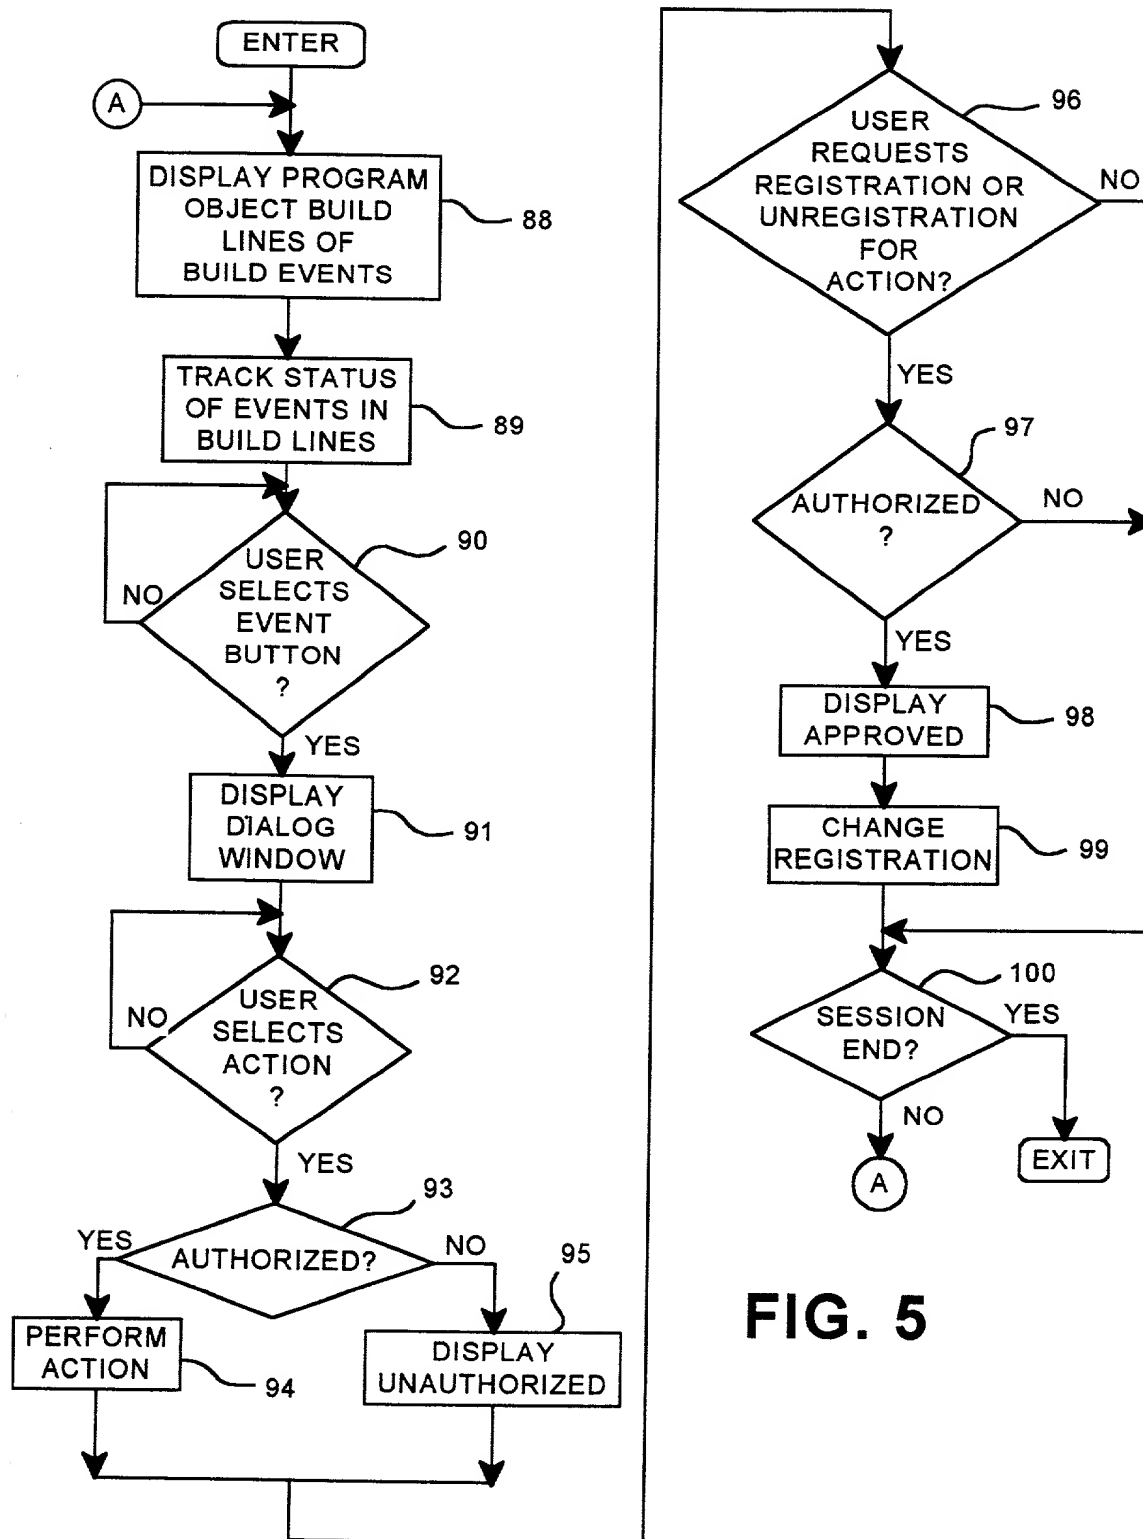 ENTER
A
DISPLAY PROGRAM
OBJECT BUILD
LINES OF
BUILD EVENTS
88
TRACK STATUS
OF EVENTS IN
BUILD LINES
89
USER
SELECTS
EVENT
BUTTON
?
90
NO
YES
DISPLAY
DIALOG
WINDOW
91
USER
SELECTS
ACTION
?
92
NO
YES
AUTHORIZED?
93
YES
NO
PERFORM
ACTION
94
DISPLAY
UNAUTHORIZED
95
USER
REQUESTS
REGISTRATION OR
UNREGISTRATION
FOR
ACTION?
96
NO
YES
AUTHORIZED
?
97
NO
YES
DISPLAY
APPROVED
98
CHANGE
REGISTRATION
99
SESSION
END?
100
YES
NO
A
EXIT
FIG. 5